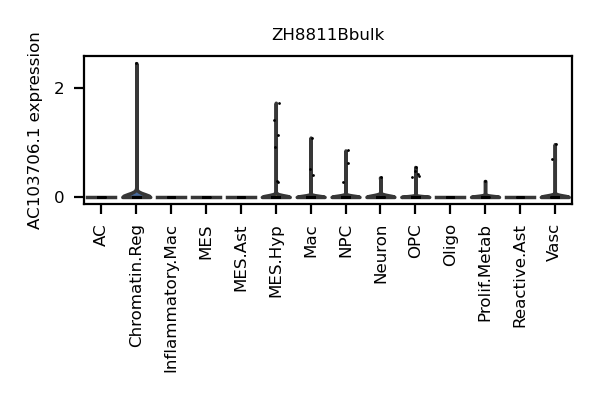 ZH8811Bbulk
AC103706.1 expression
2
0
AC
Chromatin.Reg
Inflammatory.Mac
MES
MES.Ast
MES.Hyp
Mac
NPC
Neuron
OPC
Oligo
Prolif.Metab
Reactive.Ast
Vasc